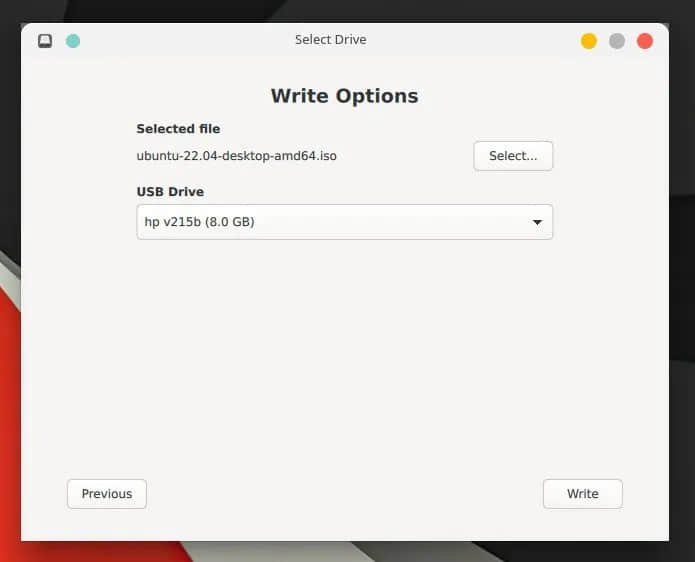 Select Drive
Write Options
Selected file
ubuntu-22.04-desktop-amd64.iso
Select...
USB Drive
hp v215b (8.0 GB)
Previous
Write